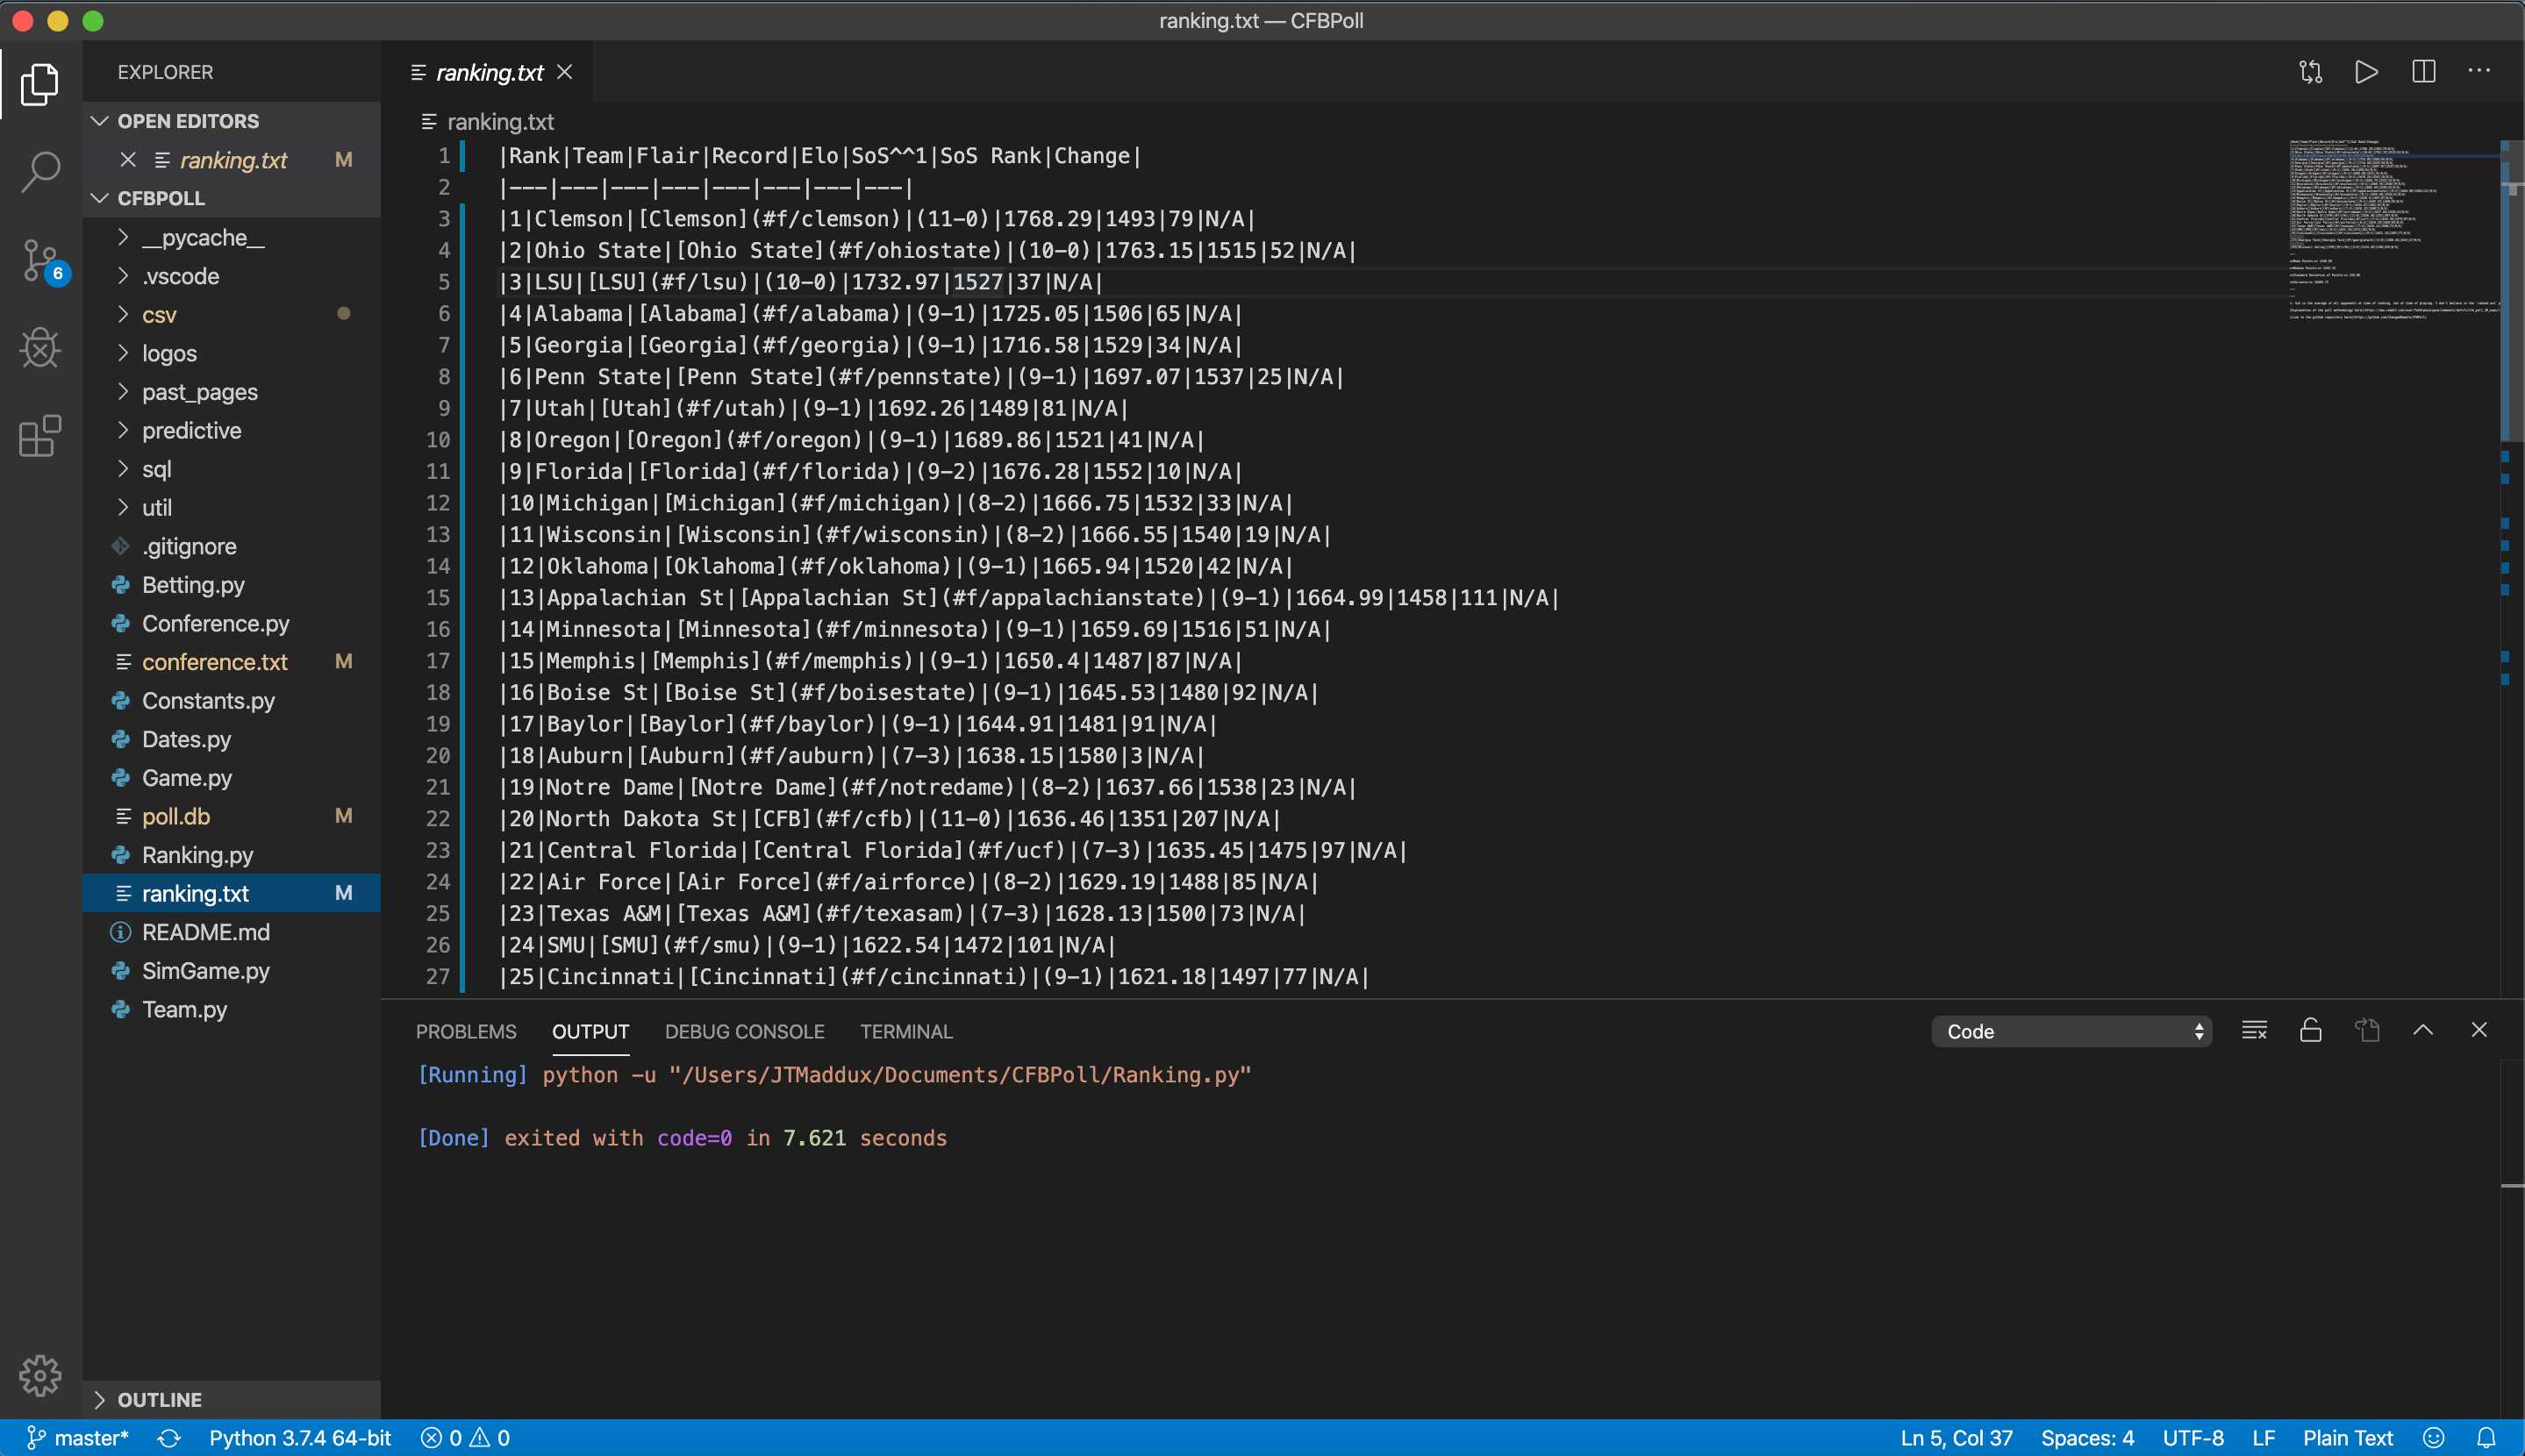 ranking.txt — CFBPoll
EXPLORER
OPEN EDITORS
ranking.txt M
CFBPOLL
__pycache__
.vscode
csv
logos
past_pages
predictive
sql
util
.gitignore
Betting.py
Conference.py
conference.txt M
Constants.py
Dates.py
Game.py
poll.db M
Ranking.py
ranking.txt M
README.md
SimGame.py
Team.py
OUTLINE
6
ranking.txt
ranking.txt
1 |Rank|Team|Flair|Record|Elo|SoS^^1|SoS Rank|Change|
2 |---|---|---|---|---|---|---|---|
3 |1|Clemson|[Clemson](#f/clemson)|(11-0)|1768.29|1493|79|N/A|
4 |2|Ohio State|[Ohio State](#f/ohiostate)|(10-0)|1763.15|1515|52|N/A|
5 |3|LSU|[LSU](#f/lsu)|(10-0)|1732.97|1527|37|N/A|
6 |4|Alabama|[Alabama](#f/alabama)|(9-1)|1725.05|1506|65|N/A|
7 |5|Georgia|[Georgia](#f/georgia)|(9-1)|1716.58|1529|34|N/A|
8 |6|Penn State|[Penn State](#f/pennstate)|(9-1)|1697.07|1537|25|N/A|
9 |7|Utah|[Utah](#f/utah)|(9-1)|1692.26|1489|81|N/A|
10 |8|Oregon|[Oregon](#f/oregon)|(9-1)|1689.86|1521|41|N/A|
11 |9|Florida|[Florida](#f/florida)|(9-2)|1676.28|1552|10|N/A|
12 |10|Michigan|[Michigan](#f/michigan)|(8-2)|1666.75|1532|33|N/A|
13 |11|Wisconsin|[Wisconsin](#f/wisconsin)|(8-2)|1666.55|1540|19|N/A|
14 |12|Oklahoma|[Oklahoma](#f/oklahoma)|(9-1)|1665.94|1520|42|N/A|
15 |13|Appalachian St|[Appalachian St](#f/appalachianstate)|(9-1)|1664.99|1458|111|N/A|
16 |14|Minnesota|[Minnesota](#f/minnesota)|(9-1)|1659.69|1516|51|N/A|
17 |15|Memphis|[Memphis](#f/memphis)|(9-1)|1650.4|1487|87|N/A|
18 |16|Boise St|[Boise St](#f/boisestate)|(9-1)|1645.53|1480|92|N/A|
19 |17|Baylor|[Baylor](#f/baylor)|(9-1)|1644.91|1481|91|N/A|
20 |18|Auburn|[Auburn](#f/auburn)|(7-3)|1638.15|1580|3|N/A|
21 |19|Notre Dame|[Notre Dame](#f/notredame)|(8-2)|1637.66|1538|23|N/A|
22 |20|North Dakota St|[CFB](#f/cfb)|(11-0)|1636.46|1351|207|N/A|
23 |21|Central Florida|[Central Florida](#f/ucf)|(7-3)|1635.45|1475|97|N/A|
24 |22|Air Force|[Air Force](#f/airforce)|(8-2)|1629.19|1488|85|N/A|
25 |23|Texas A&M|[Texas A&M](#f/texasam)|(7-3)|1628.13|1500|73|N/A|
26 |24|SMU|[SMU](#f/smu)|(9-1)|1622.54|1472|101|N/A|
27 |25|Cincinnati|[Cincinnati](#f/cincinnati)|(9-1)|1621.18|1497|77|N/A|
PROBLEMS OUTPUT DEBUG CONSOLE TERMINAL Code
[Running] python -u "/Users/JTMaddux/Documents/CFBPoll/Ranking.py"
[Done] exited with code=0 in 7.621 seconds
master* Python 3.7.4 64-bit 0 0 Ln 5, Col 37 Spaces: 4 UTF-8 LF Plain Text